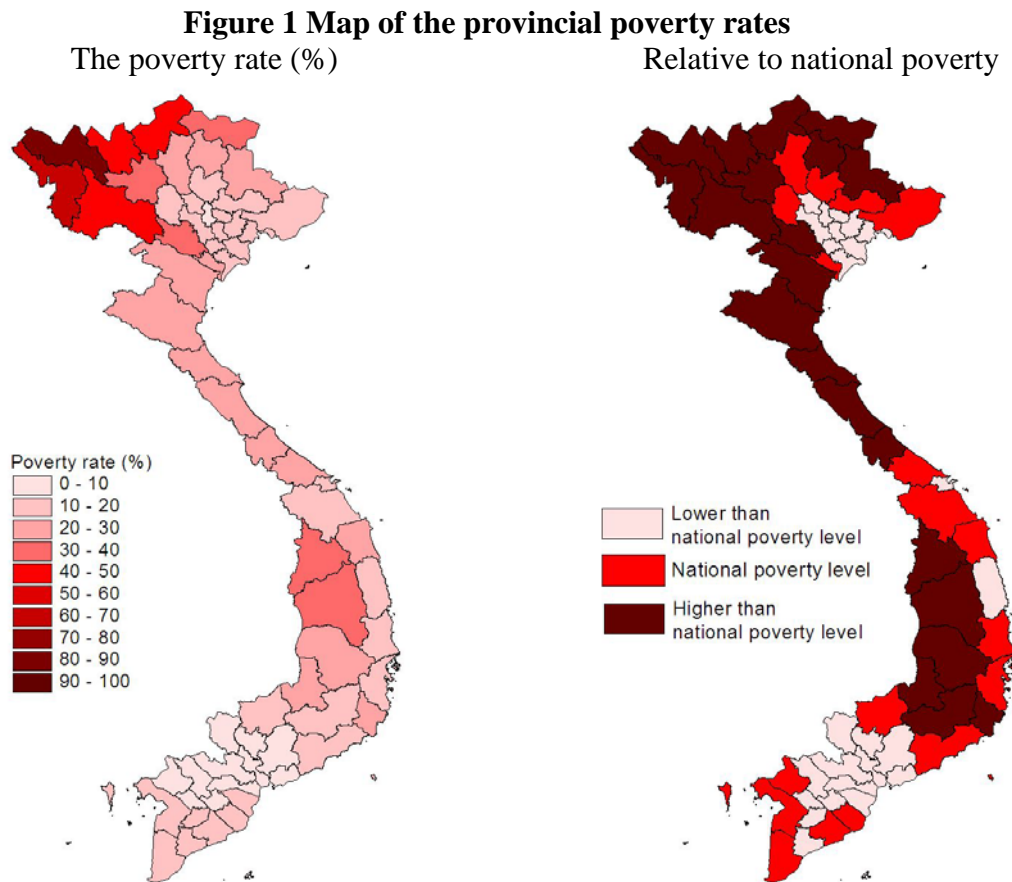 Figure 1 Map of the provincial poverty rates
The poverty rate (%)
Relative to national poverty
Poverty rate (%)
0 - 10
10 - 20
20 - 30
30 - 40
40 - 50
50 - 60
60 - 70
70 - 80
80 - 90
90 - 100
Lower than
national poverty level
National poverty level
Higher than
national poverty level